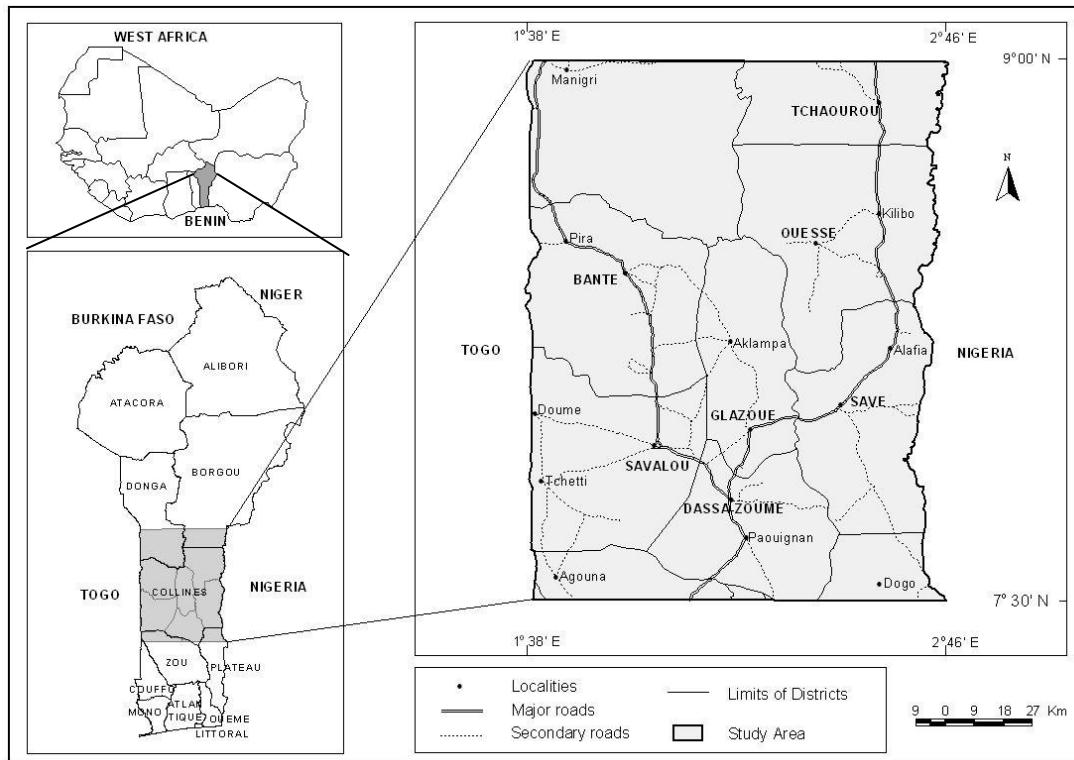 WEST AFRICA
BENIN
NIGER
BURKINA FASO
ALIBORI
ATACORA
BORGOU
DONGA
TOGO
COLLINES
NIGERIA
ZOU
PLATEAU
COUFFO
MONO
ATLAN
TIQUE
OUEME
LITTORAL
1° 38' E
2° 46' E
9° 00' N
Manigri
TCHAOUROU
N
Kilibo
OUESSE
Pira
BANTE
Aklampa
Alafia
TOGO
NIGERIA
Doume
GLAZOUE
SAVE
SAVALOU
Tchetti
DASSA-ZOUME
Paouignan
Agouna
Dogo
7° 30' N
1° 38' E
2° 46' E
Localities
Major roads
Secondary roads
Limits of Districts
Study Area
9 0 9 18 27 Km